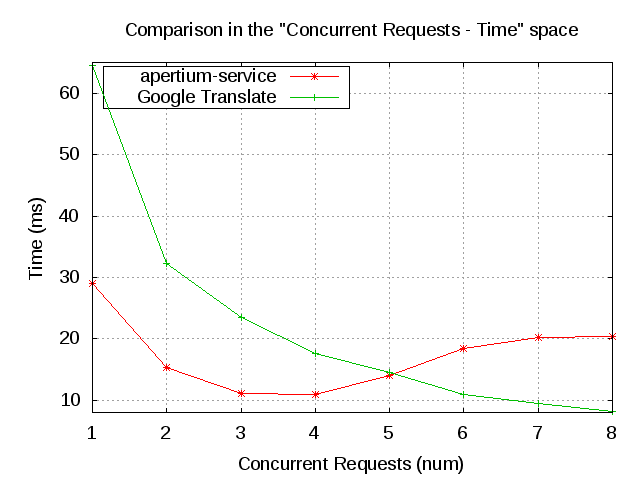 Comparison in the "Concurrent Requests - Time" space
apertium-service
Google Translate
60
50
40
30
20
10
Time (ms)
1 2 3 4 5 6 7 8
Concurrent Requests (num)